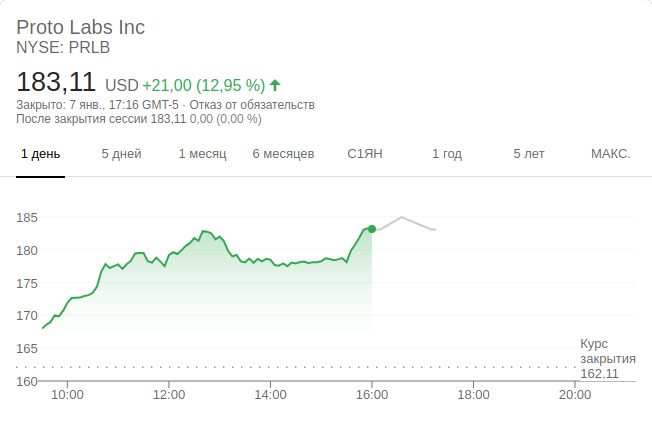 Proto Labs Inc
NYSE: PRLB
183,11 USD +21,00 (12,95 %)
Закрыто: 7 янв., 17:16 GMT-5 · Отказ от обязательств
После закрытия сессии 183,11 0,00 (0,00 %)
1 день 5 дней 1 месяц 6 месяцев С1ЯН 1 год 5 лет МАКС.
185
180
175
170
165
160
Курс
закрытия
162,11
10:00 12:00 14:00 16:00 18:00 20:00